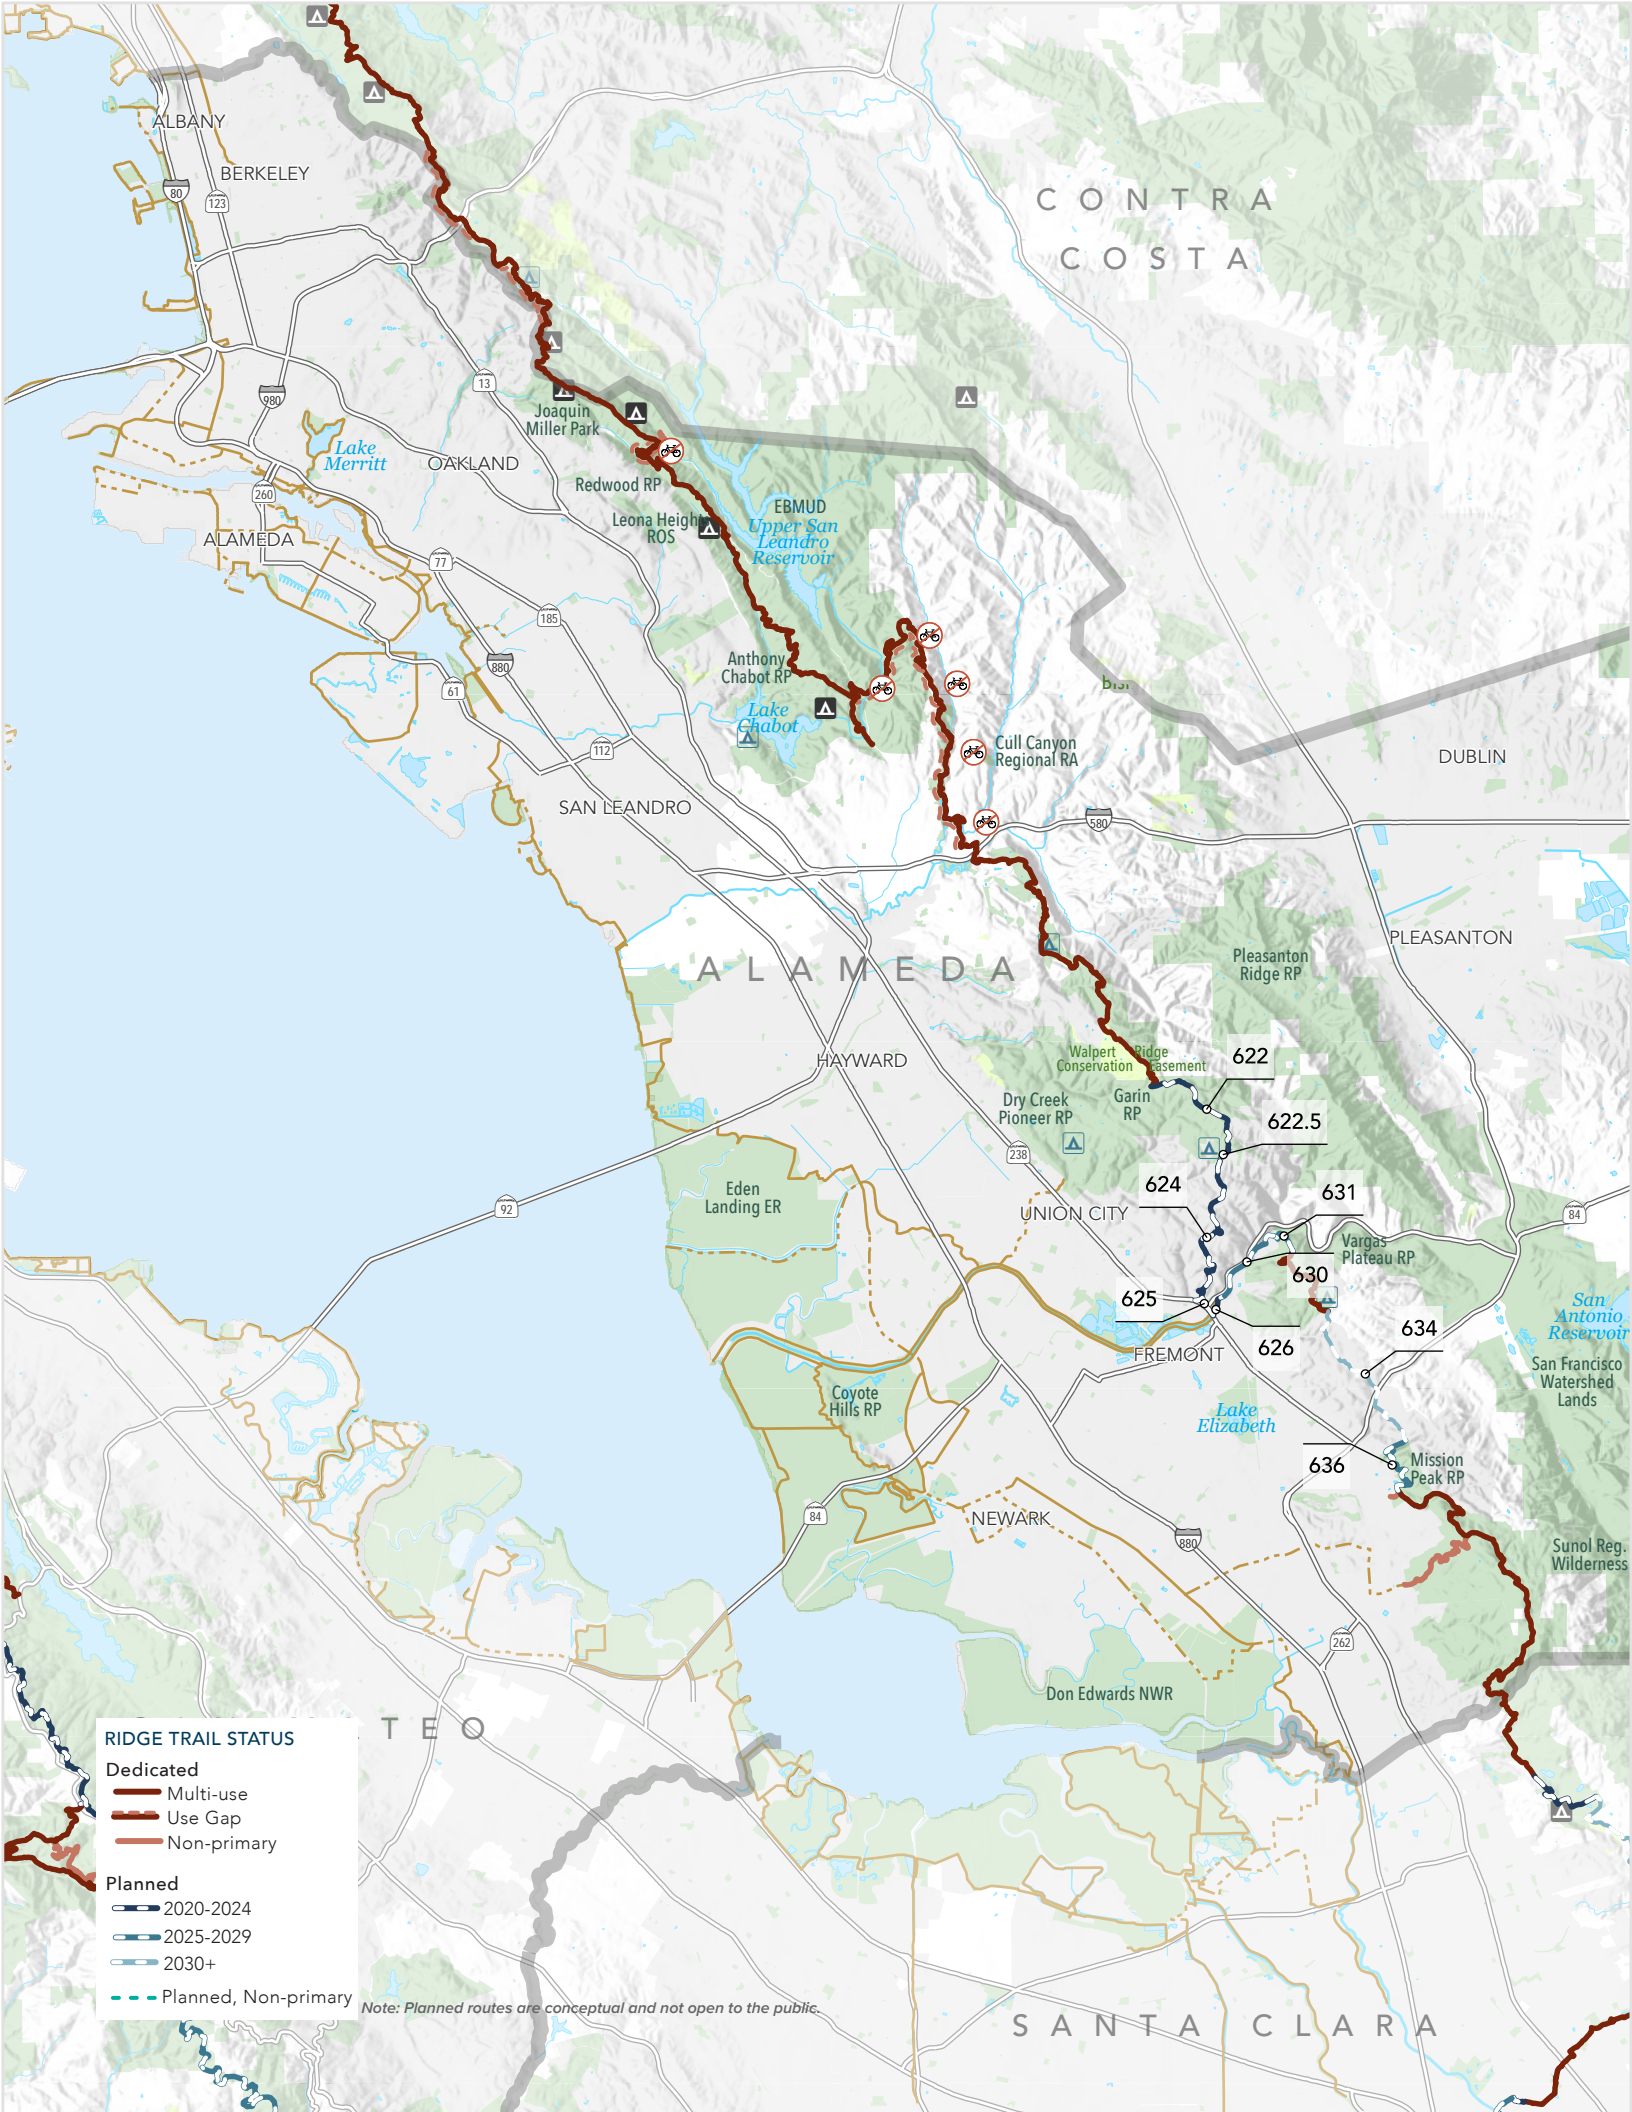 ALBANY
BERKELEY
80
123
CONTRA
COSTA
13
980
Joaquin
Miller Park
Lake
Merritt
OAKLAND
Redwood RP
260
Leona Heights
ROS
EBMUD
Upper San
Leandro
Reservoir
ALAMEDA
77
185
880
61
Anthony
Chabot RP
Lake
Chabot
112
Cull Canyon
Regional RA
DUBLIN
SAN LEANDRO
580
PLEASANTON
Pleasanton
Ridge RP
ALAMEDA
HAYWARD
Walpert Ridge
Conservation Easement
622
Dry Creek
Pioneer RP
Garin
RP
622.5
238
624
631
Eden
Landing ER
92
UNION CITY
84
Vargas
Plateau RP
630
625
San
Antonio
Reservoir
634
626
FREMONT
San Francisco
Watershed
Lands
Coyote
Hills RP
Lake
Elizabeth
636
Mission
Peak RP
84
NEWARK
880
Sunol Reg.
Wilderness
262
Don Edwards NWR
TEO
RIDGE TRAIL STATUS
Dedicated
Multi-use
Use Gap
Non-primary
Planned
2020-2024
2025-2029
2030+
Planned, Non-primary
Note: Planned routes are conceptual and not open to the public.
SANTA CLARA